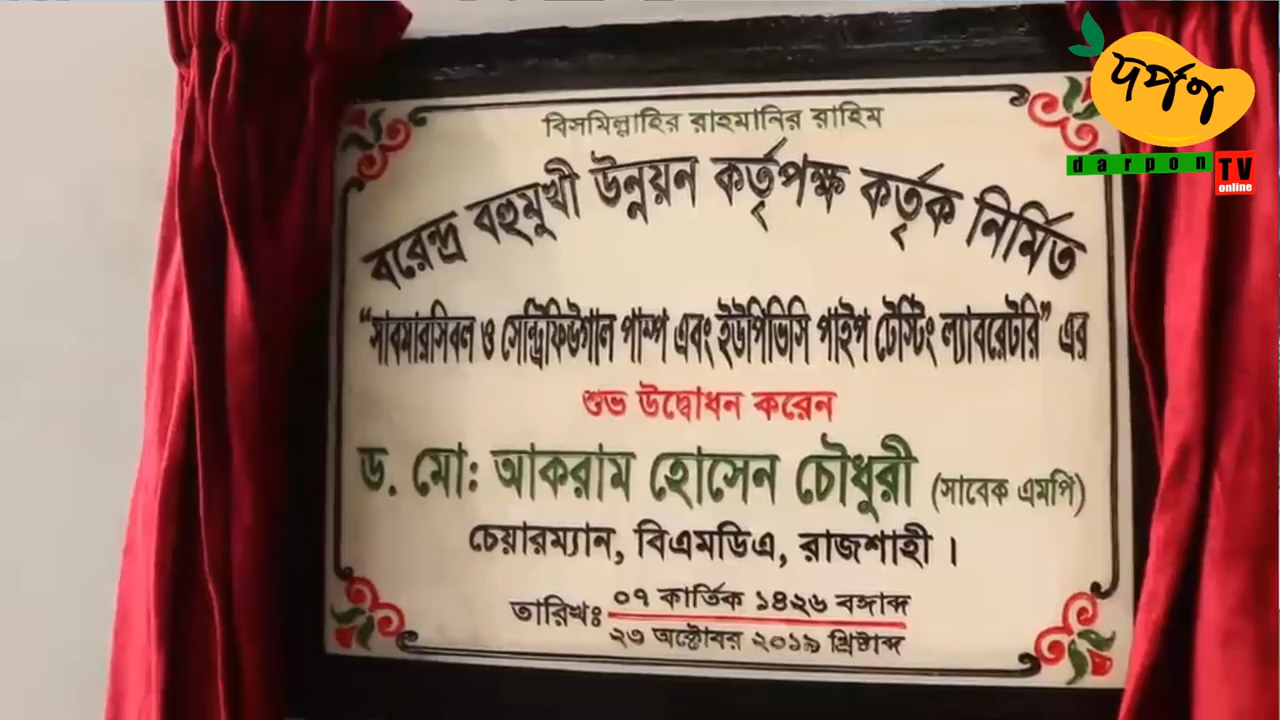 বিসমিল্লাহির রাহমানির রাহিম
বরেন্দ্র বহুমুখী উন্নয়ন কর্তৃপক্ষ কর্তৃক নির্মিত
“সাবমারসিবল ও সেন্ট্রিফিউগাল পাম্প এবং ইউপিভিসি পাইপ টেস্টিং ল্যাবরেটরি” এর
শুভ উদ্বোধন করেন
ড. মো: আকরাম হোসেন চৌধুরী (সাবেক এমপি)
চেয়ারম্যান, বিএমডিএ, রাজশাহী ।
তারিখঃ ০৭ কার্তিক ১৪২৬ বঙ্গাব্দ
২৩ অক্টোবর ২০১৯ খ্রিষ্টাব্দ
দর্পণ
darpon TV
online